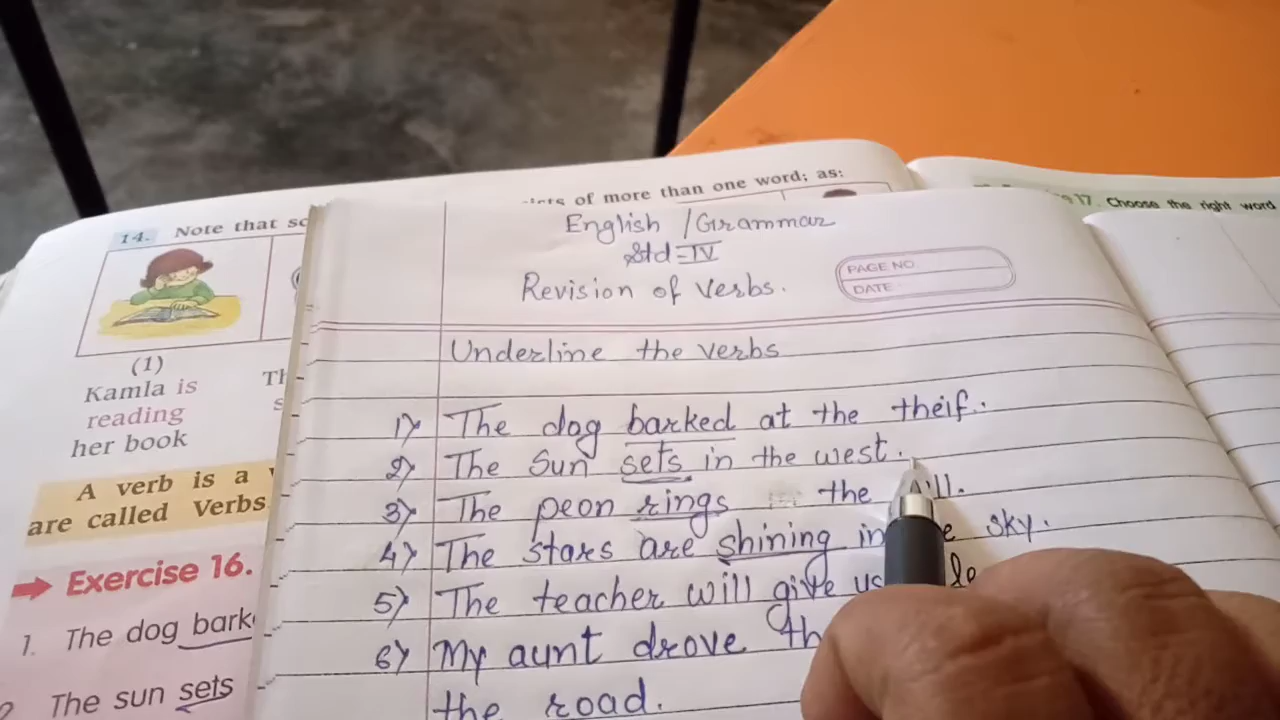 14. Note that
of more than one word; as:
17. Choose the right word
English / Grammar
Std-IV
Revision of Verbs.
PAGE NO
DATE
(1)
Kamla is
reading
her book
A verb is a
are called Verbs
Exercise 16.
1. The dog
The sun sets
Underline the verbs
1) The dog barked at the theif.
2) The Sun sets in the west.
3) The peon rings the
4) The stars are shining in sky.
5) The teacher will give us
6) My aunt drove
the road.